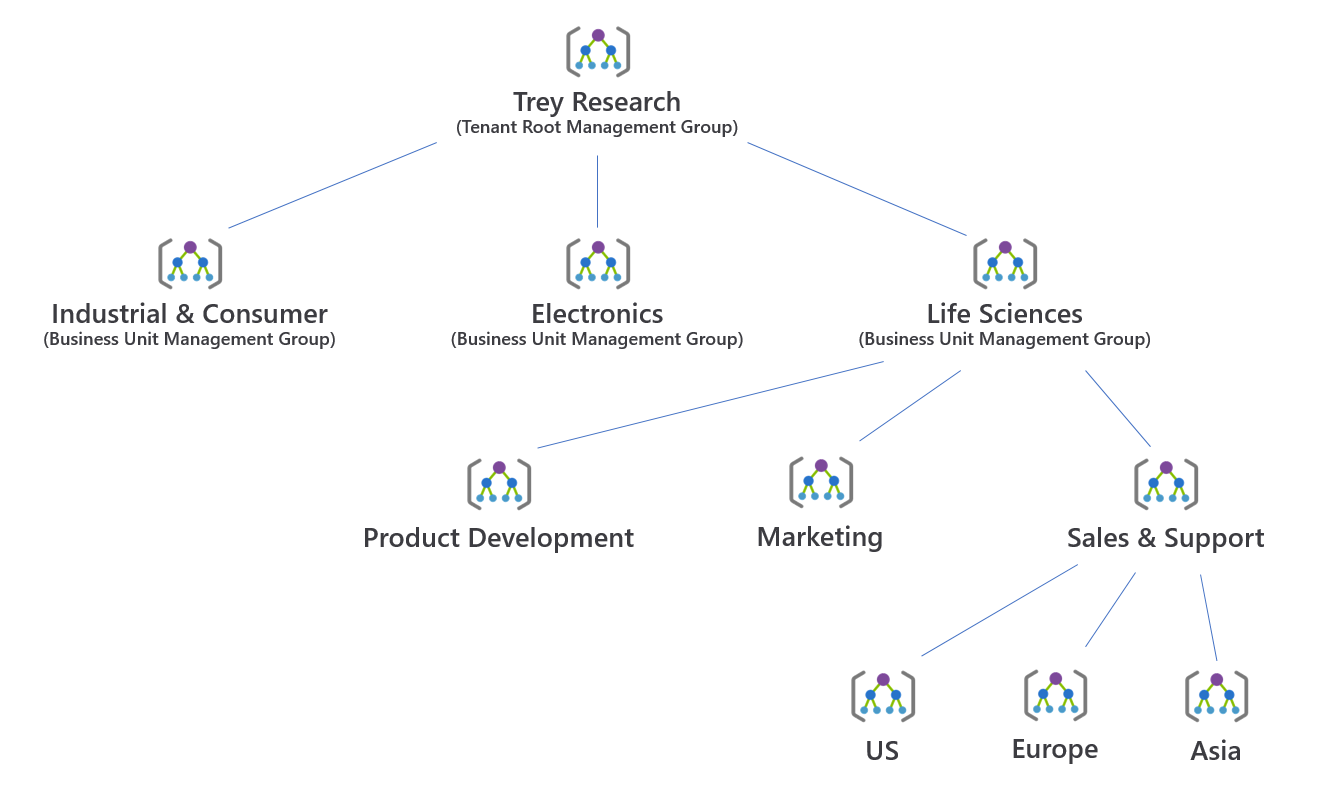 Trey Research
(Tenant Root Management Group)
Industrial & Consumer
(Business Unit Management Group)
Electronics
(Business Unit Management Group)
Life Sciences
(Business Unit Management Group)
Product Development
Marketing
Sales & Support
US
Europe
Asia